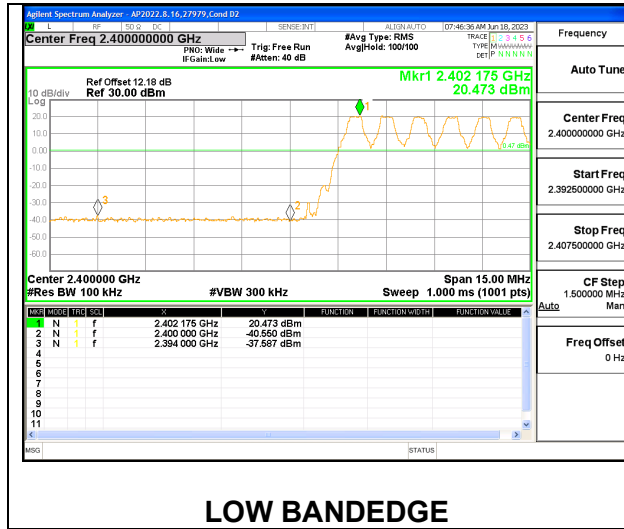 Agilent Spectrum Analyzer - AP2022.8.16,27979,Cond D2
L RF 50 Ω DC SENSE:INT ALIGN AUTO 07:46:36 AM Jun 18, 2023
Center Freq 2.400000000 GHz
PNO: Wide
IFGain:Low
Trig: Free Run
#Atten: 40 dB
#Avg Type: RMS
Avg|Hold: 100/100
TRACE 1 2 3 4 5 6
TYPE M
DET P N N N N N
Ref Offset 12.18 dB
10 dB/div Ref 30.00 dBm
Log
Mkr1 2.402 175 GHz
20.473 dBm
20.0
10.0
0.00
-10.0
-20.0
-30.0
-40.0
-50.0
-60.0
1
2
3
0.47 dBm
Center 2.400000 GHz Span 15.00 MHz
#Res BW 100 kHz #VBW 300 kHz Sweep 1.000 ms (1001 pts)
MKR MODE TRC SCL X Y FUNCTION FUNCTION WIDTH FUNCTION VALUE
1 N 1 f 2.402 175 GHz 20.473 dBm
2 N 1 f 2.400 000 GHz -40.550 dBm
3 N 1 f 2.394 000 GHz -37.587 dBm
4
5
6
7
8
9
10
11
MSG STATUS
Frequency
Auto Tune
Center Freq
2.400000000 GHz
Start Freq
2.392500000 GHz
Stop Freq
2.407500000 GHz
CF Step
1.500000 MHz
Auto Man
Freq Offset
0 Hz
LOW BANDEDGE